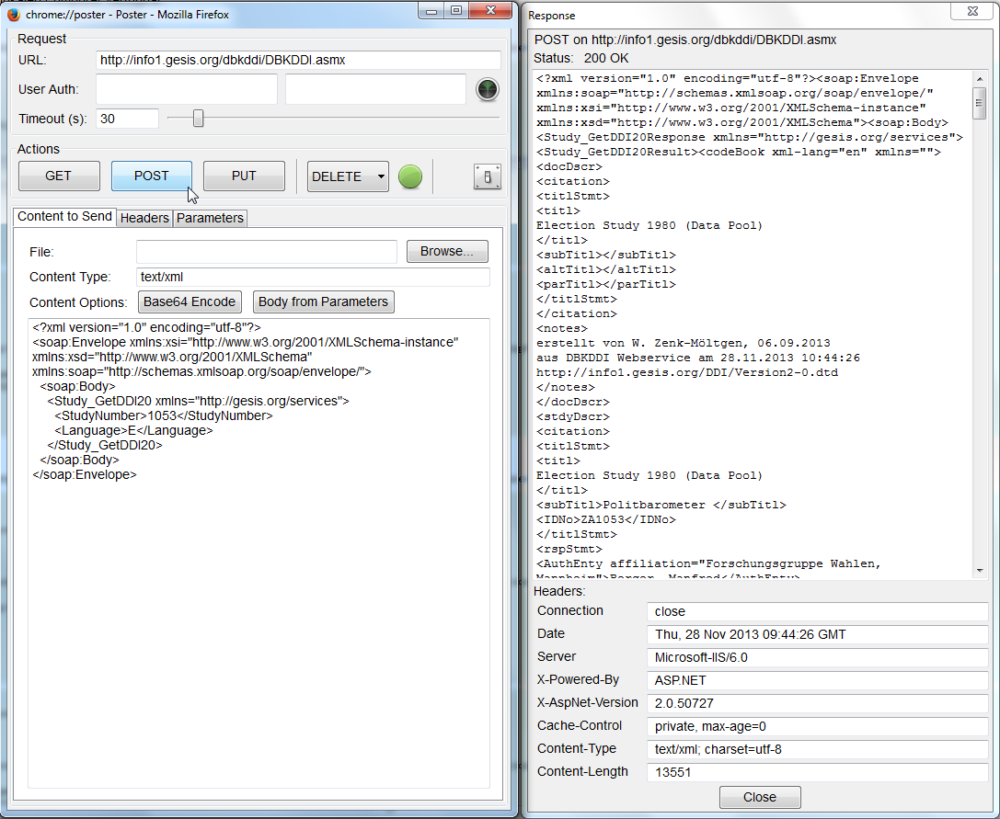 chrome://poster - Poster - Mozilla Firefox
Request
URL: http://info1.gesis.org/dbkddi/DBKDDI.asmx
User Auth:
Timeout (s): 30
Actions
GET POST PUT DELETE
Content to Send Headers Parameters
File: Browse...
Content Type: text/xml
Content Options: Base64 Encode Body from Parameters
<?xml version="1.0" encoding="utf-8"?>
<soap:Envelope xmlns:xsi="http://www.w3.org/2001/XMLSchema-instance"
xmlns:xsd="http://www.w3.org/2001/XMLSchema"
xmlns:soap="http://schemas.xmlsoap.org/soap/envelope/">
<soap:Body>
<Study_GetDDI20 xmlns="http://gesis.org/services">
<StudyNumber>1053</StudyNumber>
<Language>E</Language>
</Study_GetDDI20>
</soap:Body>
</soap:Envelope>
Response
POST on http://info1.gesis.org/dbkddi/DBKDDI.asmx
Status: 200 OK
<?xml version="1.0" encoding="utf-8"?><soap:Envelope
xmlns:soap="http://schemas.xmlsoap.org/soap/envelope/"
xmlns:xsi="http://www.w3.org/2001/XMLSchema-instance"
xmlns:xsd="http://www.w3.org/2001/XMLSchema"><soap:Body>
<Study_GetDDI20Response xmlns="http://gesis.org/services">
<Study_GetDDI20Result><codeBook xml-lang="en" xmlns="">
<docDscr>
<citation>
<titlStmt>
<titl>
Election Study 1980 (Data Pool)
</titl>
<subTitl></subTitl>
<altTitl></altTitl>
<parTitl></parTitl>
</titlStmt>
</citation>
<notes>
erstellt von W. Zenk-Möltgen, 06.09.2013
aus DBKDDI Webservice am 28.11.2013 10:44:26
http://info1.gesis.org/DDI/Version2-0.dtd
</notes>
</docDscr>
<stdyDscr>
<citation>
<titlStmt>
<titl>
Election Study 1980 (Data Pool)
</titl>
<subTitl>Politbarometer </subTitl>
<IDNo>ZA1053</IDNo>
</titlStmt>
<rspStmt>
<AuthEnty affiliation="Forschungsgruppe Wahlen,
Mannheim">Berger, Manfred</AuthEnty>
Headers:
Connection close
Date Thu, 28 Nov 2013 09:44:26 GMT
Server Microsoft-IIS/6.0
X-Powered-By ASP.NET
X-AspNet-Version 2.0.50727
Cache-Control private, max-age=0
Content-Type text/xml; charset=utf-8
Content-Length 13551
Close